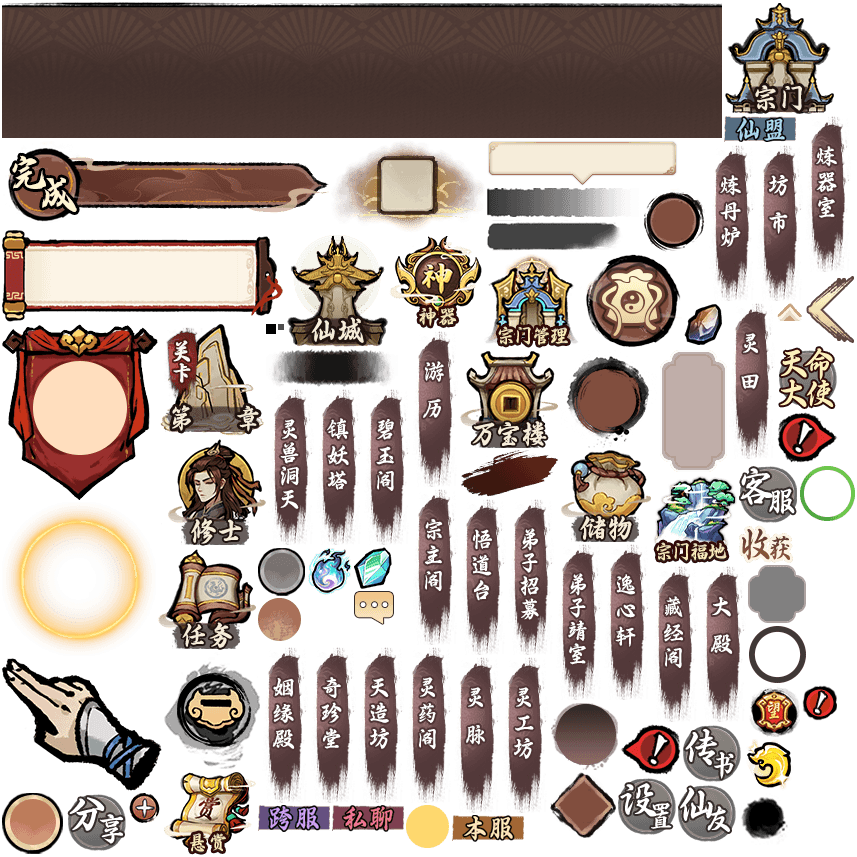 宗门
仙盟
完成
炼丹炉
坊市
炼器室
仙城
神
神器
宗门管理
关卡
第 章
游历
万宝楼
灵田
天命大使
灵兽洞天
镇妖塔
碧玉阁
修士
储物
宗门福地
客服
收获
宗主阁
悟道台
弟子招募
弟子靖室
逸心轩
藏经阁
大殿
任务
姻缘殿
奇珍堂
天造坊
灵药阁
灵脉
灵工坊
望
传书
分享
赏
悬赏
跨服
私聊
本服
设置
仙友